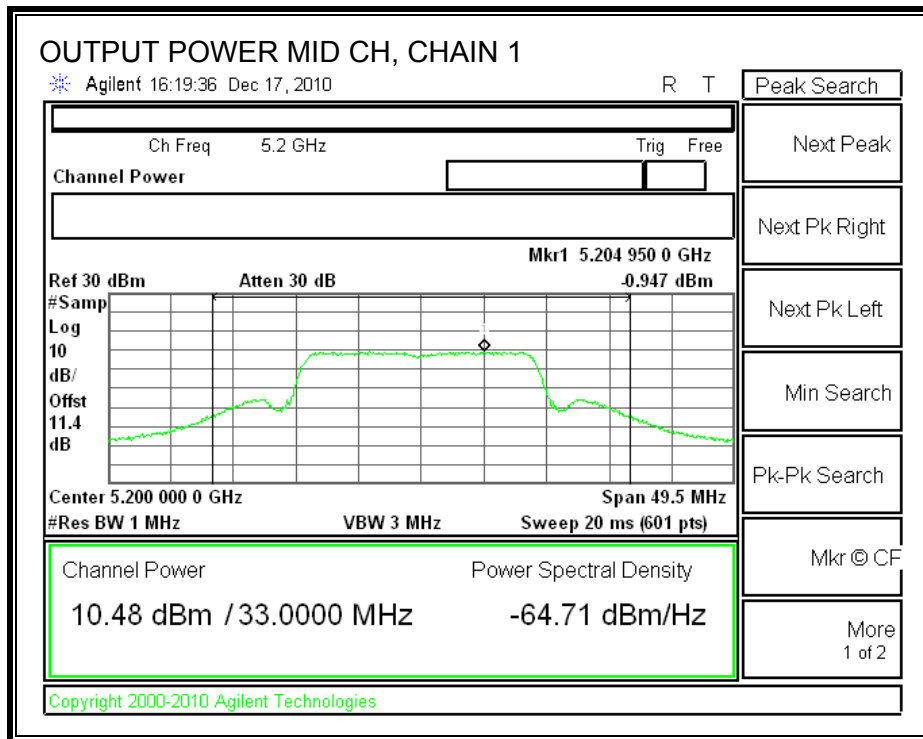 OUTPUT POWER MID CH, CHAIN 1
Agilent 16:19:36 Dec 17, 2010 R T
Peak Search
Ch Freq 5.2 GHz Trig Free
Channel Power
Mkr1 5.204 950 0 GHz
Ref 30 dBm Atten 30 dB -0.947 dBm
#Samp
Log
10
dB/
Offst
11.4
dB
1
Center 5.200 000 0 GHz Span 49.5 MHz
#Res BW 1 MHz VBW 3 MHz Sweep 20 ms (601 pts)
Channel Power Power Spectral Density
10.48 dBm / 33.0000 MHz -64.71 dBm/Hz
Copyright 2000-2010 Agilent Technologies
Next Peak
Next Pk Right
Next Pk Left
Min Search
Pk-Pk Search
Mkr © CF
More
1 of 2